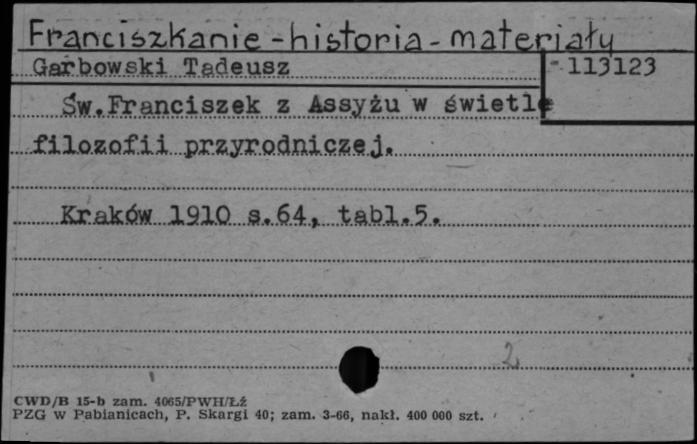 Franciszkanie - historia - materiały
Garbowski Tadeusz
113123
Św.Franciszek z Assyżu w świetle
filozofii przyrodniczej.
Kraków 1910 s.64, tabl.5.
2
CWD/B 15-b zam. 4065/PWH/Łź
PZG w Pabianicach, P. Skargi 40; zam. 3-66, nakł. 400 000 szt.